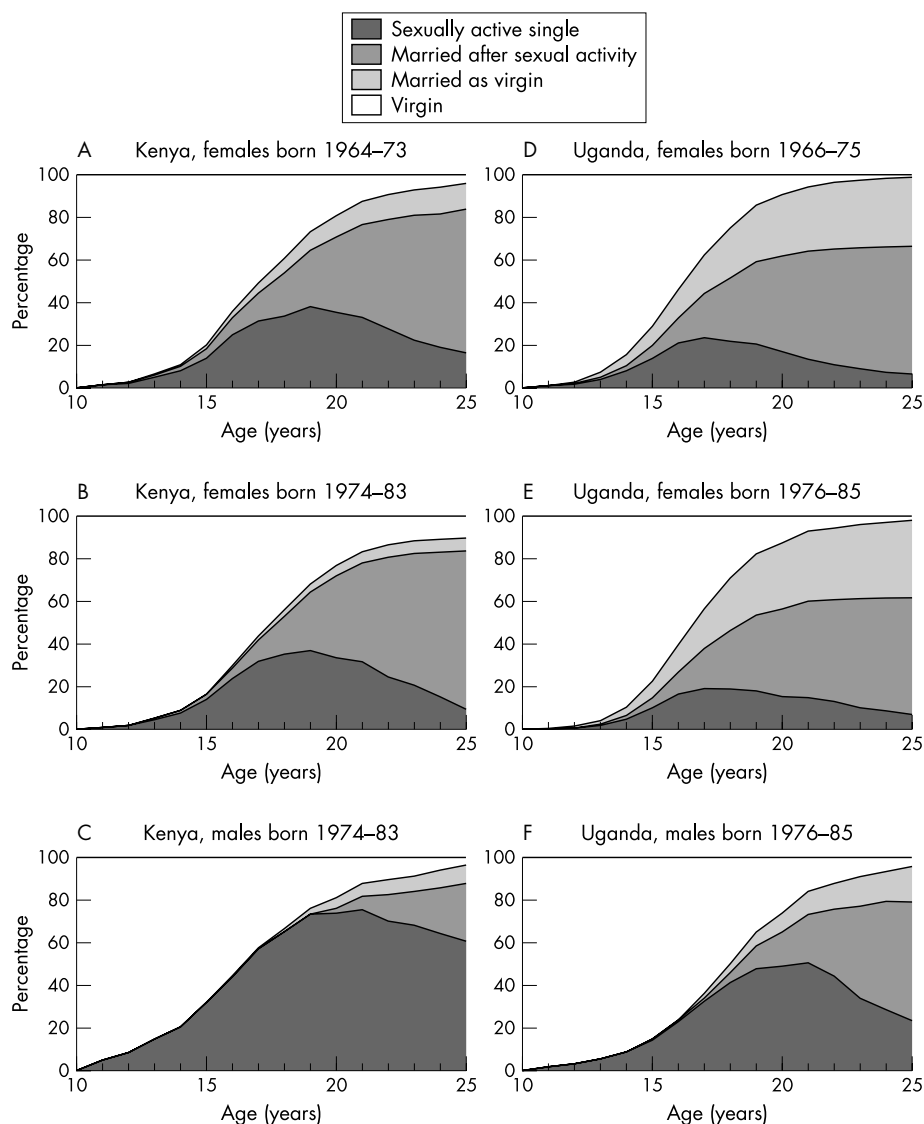 Sexually active single
Married after sexual activity
Married as virgin
Virgin
A Kenya, females born 1964–73
100
80
60
40
20
0
Percentage
10 15 20 25
Age (years)
D Uganda, females born 1966–75
100
80
60
40
20
0
10 15 20 25
Age (years)
B Kenya, females born 1974–83
100
80
60
40
20
0
Percentage
10 15 20 25
Age (years)
E Uganda, females born 1976–85
100
80
60
40
20
0
10 15 20 25
Age (years)
C Kenya, males born 1974–83
100
80
60
40
20
0
Percentage
10 15 20 25
Age (years)
F Uganda, males born 1976–85
100
80
60
40
20
0
10 15 20 25
Age (years)